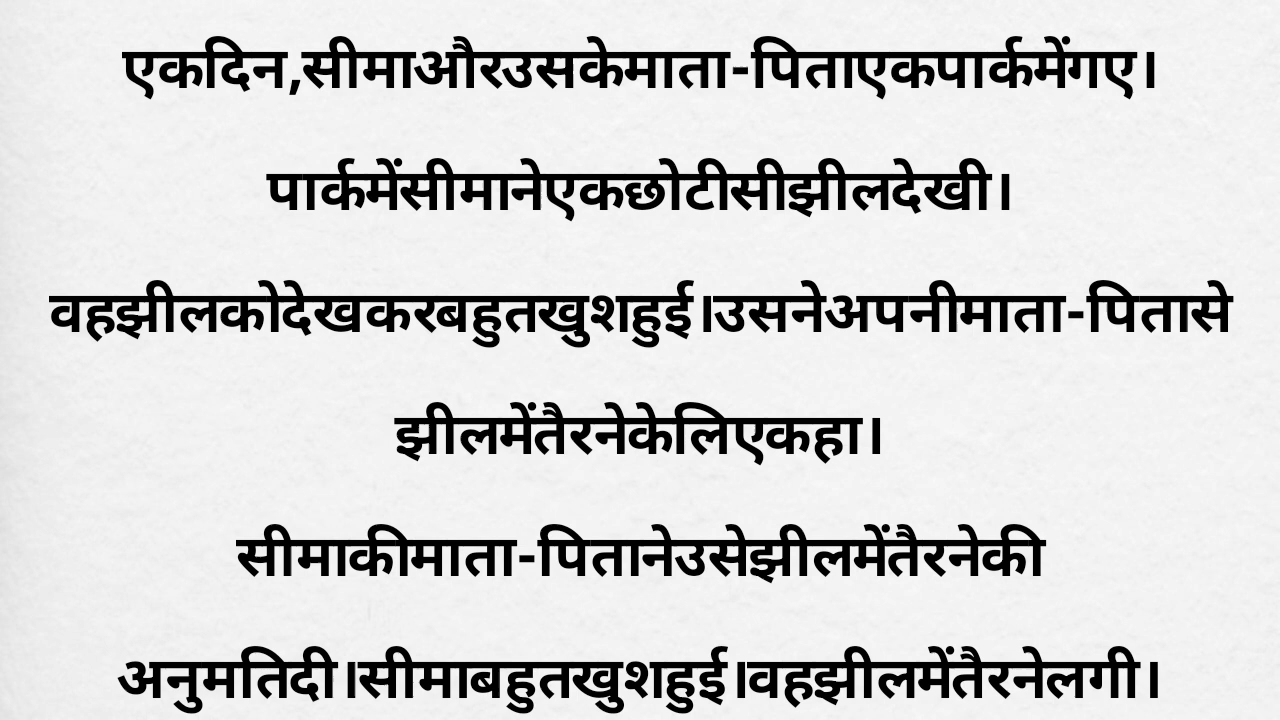 एकदिन,सीमाऔरउसकेमाता-पिताएकपार्कमेंगए।
पार्कमेंसीमानेएकछोटीसीझीलदेखी।
वहझीलकोदेखकरबहुतखुशहुई।उसनेअपनीमाता-पितासे
झीलमेंतैरनेकेलिएकहा।
सीमाकीमाता-पितानेउसेझीलमेंतैरनेकी
अनुमतिदी।सीमाबहुतखुशहुई।वहझीलमेंतैरनेलगी।